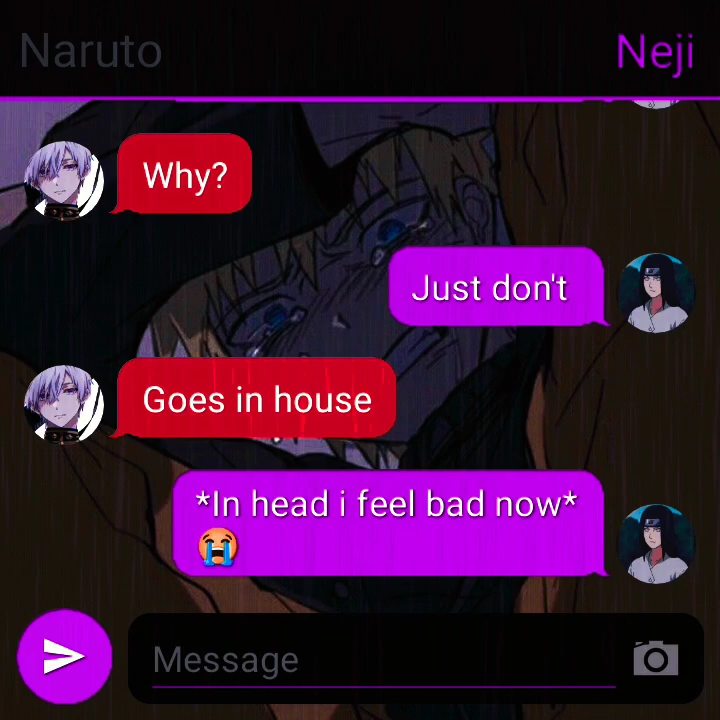 Naruto
Neji
Why?
Just don't
Goes in house
*In head i feel bad now*
😭
Message